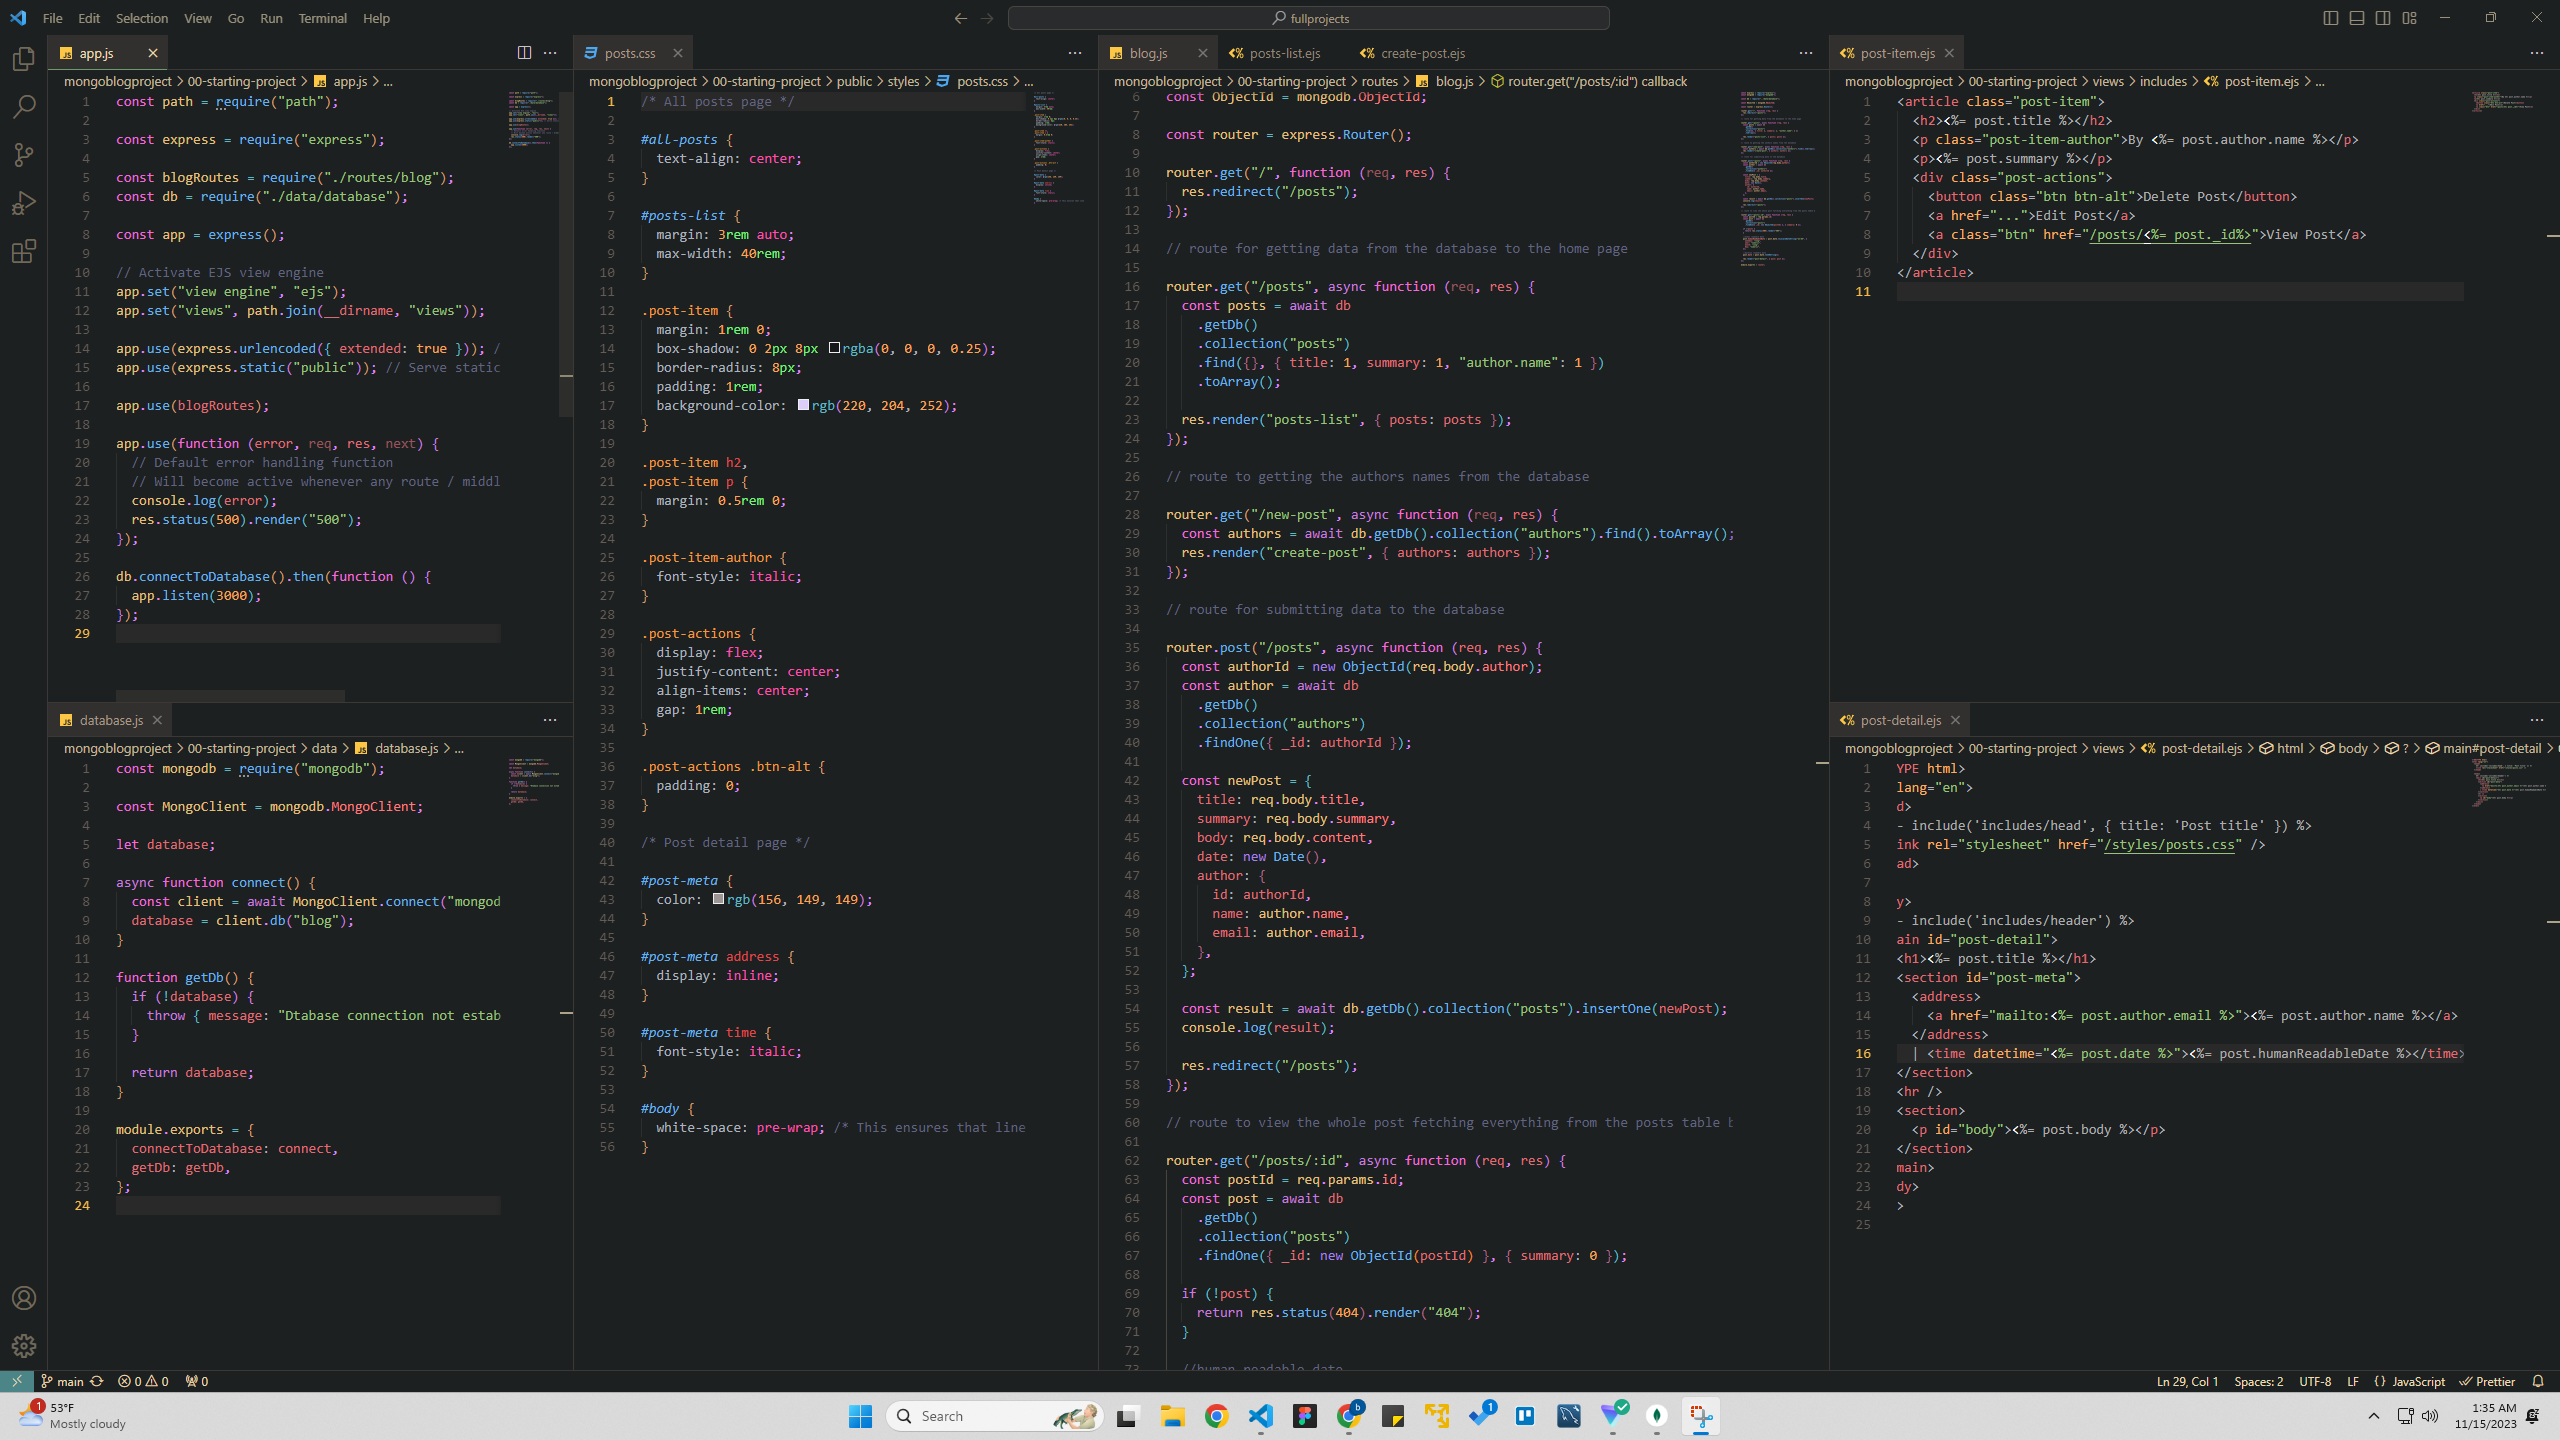 File Edit Selection View Go Run Terminal Help
fullprojects
app.js
mongoblogproject > 00-starting-project > app.js > ...
1 const path = require("path");
2
3 const express = require("express");
4
5 const blogRoutes = require("./routes/blog");
6 const db = require("./data/database");
7
8 const app = express();
9
10 // Activate EJS view engine
11 app.set("view engine", "ejs");
12 app.set("views", path.join(__dirname, "views"));
13
14 app.use(express.urlencoded({ extended: true })); /
15 app.use(express.static("public")); // Serve static
16
17 app.use(blogRoutes);
18
19 app.use(function (error, req, res, next) {
20 // Default error handling function
21 // Will become active whenever any route / middl
22 console.log(error);
23 res.status(500).render("500");
24 });
25
26 db.connectToDatabase().then(function () {
27 app.listen(3000);
28 });
29
database.js
mongoblogproject > 00-starting-project > data > database.js > ...
1 const mongodb = require("mongodb");
2
3 const MongoClient = mongodb.MongoClient;
4
5 let database;
6
7 async function connect() {
8 const client = await MongoClient.connect("mongod
9 database = client.db("blog");
10 }
11
12 function getDb() {
13 if (!database) {
14 throw { message: "Dtabase connection not estab
15 }
16
17 return database;
18 }
19
20 module.exports = {
21 connectToDatabase: connect,
22 getDb: getDb,
23 };
24
posts.css
mongoblogproject > 00-starting-project > public > styles > posts.css > ...
1 /* All posts page */
2
3 #all-posts {
4 text-align: center;
5 }
6
7 #posts-list {
8 margin: 3rem auto;
9 max-width: 40rem;
10 }
11
12 .post-item {
13 margin: 1rem 0;
14 box-shadow: 0 2px 8px rgba(0, 0, 0, 0.25);
15 border-radius: 8px;
16 padding: 1rem;
17 background-color: rgb(220, 204, 252);
18 }
19
20 .post-item h2,
21 .post-item p {
22 margin: 0.5rem 0;
23 }
24
25 .post-item-author {
26 font-style: italic;
27 }
28
29 .post-actions {
30 display: flex;
31 justify-content: center;
32 align-items: center;
33 gap: 1rem;
34 }
35
36 .post-actions .btn-alt {
37 padding: 0;
38 }
39
40 /* Post detail page */
41
42 #post-meta {
43 color: rgb(156, 149, 149);
44 }
45
46 #post-meta address {
47 display: inline;
48 }
49
50 #post-meta time {
51 font-style: italic;
52 }
53
54 #body {
55 white-space: pre-wrap; /* This ensures that line
56 }
blog.js posts-list.ejs create-post.ejs
mongoblogproject > 00-starting-project > routes > blog.js > router.get("/posts/:id") callback
6 const ObjectId = mongodb.ObjectId;
7
8 const router = express.Router();
9
10 router.get("/", function (req, res) {
11 res.redirect("/posts");
12 });
13
14 // route for getting data from the database to the home page
15
16 router.get("/posts", async function (req, res) {
17 const posts = await db
18 .getDb()
19 .collection("posts")
20 .find({}, { title: 1, summary: 1, "author.name": 1 })
21 .toArray();
22
23 res.render("posts-list", { posts: posts });
24 });
25
26 // route to getting the authors names from the database
27
28 router.get("/new-post", async function (req, res) {
29 const authors = await db.getDb().collection("authors").find().toArray();
30 res.render("create-post", { authors: authors });
31 });
32
33 // route for submitting data to the database
34
35 router.post("/posts", async function (req, res) {
36 const authorId = new ObjectId(req.body.author);
37 const author = await db
38 .getDb()
39 .collection("authors")
40 .findOne({ _id: authorId });
41
42 const newPost = {
43 title: req.body.title,
44 summary: req.body.summary,
45 body: req.body.content,
46 date: new Date(),
47 author: {
48 id: authorId,
49 name: author.name,
50 email: author.email,
51 },
52 };
53
54 const result = await db.getDb().collection("posts").insertOne(newPost);
55 console.log(result);
56
57 res.redirect("/posts");
58 });
59
60 // route to view the whole post fetching everything from the posts table b
61
62 router.get("/posts/:id", async function (req, res) {
63 const postId = req.params.id;
64 const post = await db
65 .getDb()
66 .collection("posts")
67 .findOne({ _id: new ObjectId(postId) }, { summary: 0 });
68
69 if (!post) {
70 return res.status(404).render("404");
71 }
72
73 //human readable date
post-item.ejs
mongoblogproject > 00-starting-project > views > includes > post-item.ejs > ...
1 <article class="post-item">
2 <h2><%= post.title %></h2>
3 <p class="post-item-author">By <%= post.author.name %></p>
4 <p><%= post.summary %></p>
5 <div class="post-actions">
6 <button class="btn btn-alt">Delete Post</button>
7 <a href="...">Edit Post</a>
8 <a class="btn" href="/posts/<%= post._id%>">View Post</a>
9 </div>
10 </article>
11
post-detail.ejs
mongoblogproject > 00-starting-project > views > post-detail.ejs > html > body > ? > main#post-detail >
1 YPE html>
2 lang="en">
3 d>
4 - include('includes/head', { title: 'Post title' }) %>
5 ink rel="stylesheet" href="/styles/posts.css" />
6 ad>
7
8 y>
9 - include('includes/header') %>
10 ain id="post-detail">
11 <h1><%= post.title %></h1>
12 <section id="post-meta">
13 <address>
14 <a href="mailto:<%= post.author.email %>"><%= post.author.name %></a>
15 </address>
16 | <time datetime="<%= post.date %>"><%= post.humanReadableDate %></time>
17 </section>
18 <hr />
19 <section>
20 <p id="body"><%= post.body %></p>
21 </section>
22 main>
23 dy>
24 >
25
main 0 0 0
Ln 29, Col 1 Spaces: 2 UTF-8 LF {} JavaScript Prettier
1 53°F
Mostly cloudy
Search
b
1
1:35 AM
11/15/2023